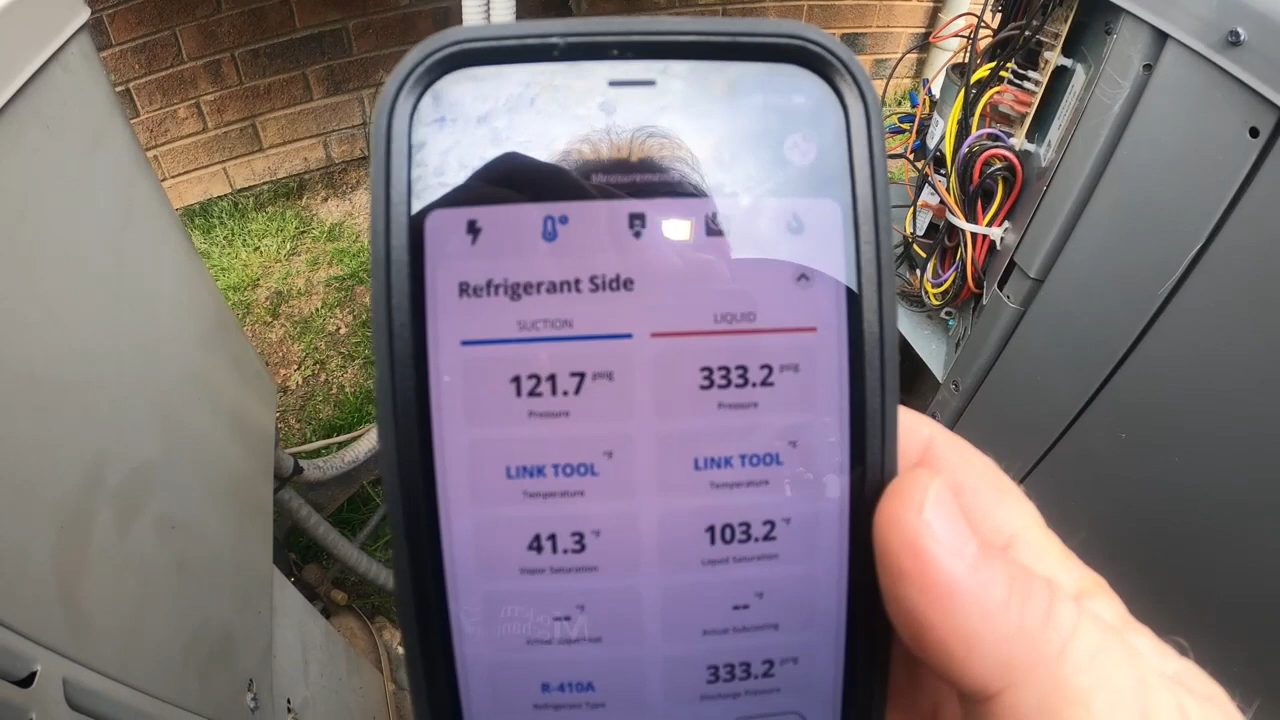 Measurements
Refrigerant Side
SUCTION LIQUID
121.7 psig 333.2 psig
Pressure Pressure
LINK TOOL °F LINK TOOL °F
Temperature Temperature
41.3 °F 103.2 °F
Vapor Saturation Liquid Saturation
-- °F -- °F
Actual Subcooling
R-410A 333.2 psig
Refrigerant Type Discharge Pressure